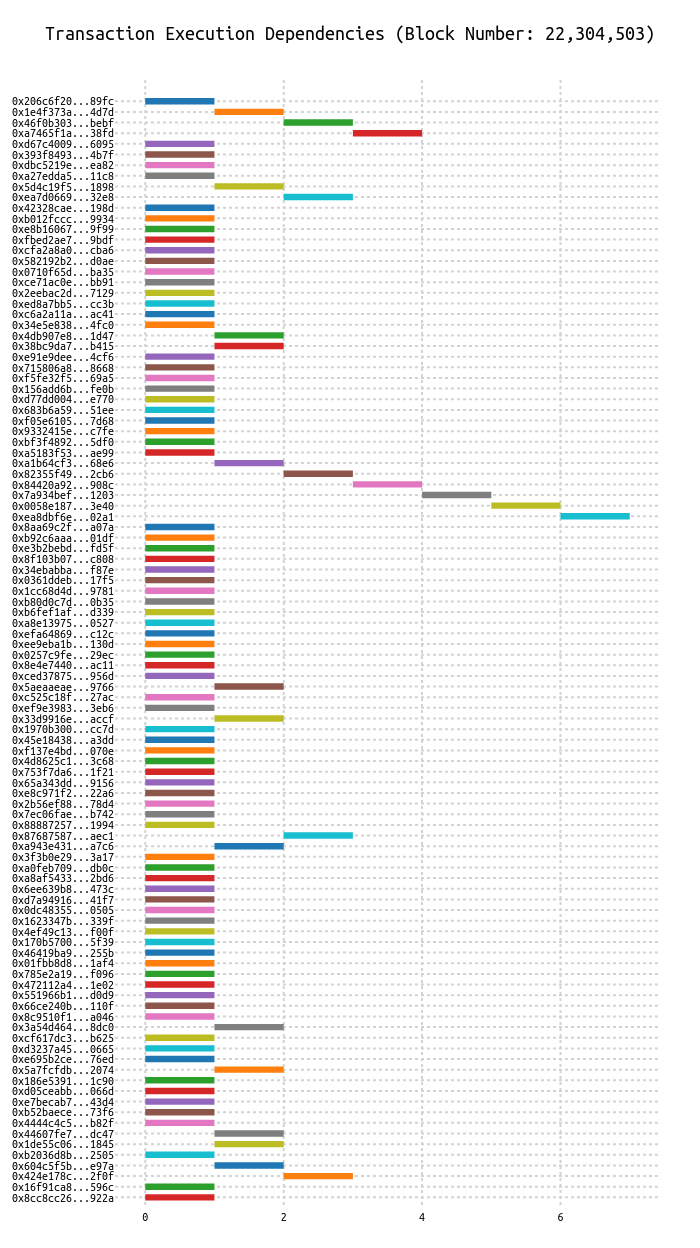 Transaction Execution Dependencies (Block Number: 22,304,503)
0x206c6f20...89fc
0x1e4f373a...4d7d
0x46f0b303...bebf
0xa7465f1a...38fd
0xd67c4009...6095
0x393f8493...4b7f
0xdbc5219e...ea82
0xa27edda5...11c8
0x5d4c19f5...1898
0xea7d0669...32e8
0x42328cae...198d
0xb012fccc...9934
0xe8b16067...9f99
0xfbed2ae7...9bdf
0xcfa2a8a0...cba6
0x582192b2...d0ae
0x0710f65d...ba35
0xce71ac0e...bb91
0x2eebac2d...7129
0xed8a7bb5...cc3b
0xc6a2a11a...ac41
0x34e5e838...4fc0
0x4db907e8...1d47
0x38bc9da7...b415
0xe91e9dee...4cf6
0x715806a8...8668
0xf5fe32f5...69a5
0x156add6b...fe0b
0xd77dd004...e770
0x683b6a59...51ee
0xf05e6105...7d68
0x9332415e...c7fe
0xbf3f4892...5df0
0xa5183f53...ae99
0xa1b64cf3...68e6
0x82355f49...2cb6
0x84420a92...908c
0x7a934bef...1203
0x0058e187...3e40
0xea8dbf6e...02a1
0x8aa69c2f...a07a
0xb92c6aaa...01df
0xe3b2bebd...fd5f
0x8f103b07...c808
0x34ebabba...f87e
0x0361ddeb...17f5
0x1cc68d4d...9781
0xb80d0c7d...0b35
0xb6fef1af...d339
0xa8e13975...0527
0xefa64869...c12c
0xee9eba1b...130d
0x0257c9fe...29ec
0x8e4e7440...ac11
0xced37875...956d
0x5aeaaeae...9766
0xc525c18f...27ac
0xef9e3983...3eb6
0x33d9916e...accf
0x1970b300...cc7d
0x45e18438...a3dd
0xf137e4bd...070e
0x4d8625c1...3c68
0x753f7da6...1f21
0x65a343dd...9156
0xe8c971f2...22a6
0x2b56ef88...78d4
0x7ec06fae...b742
0x88887257...1994
0x87687587...aec1
0xa943e431...a7c6
0x3f3b0e29...3a17
0xa0feb709...db0c
0xa8af5433...2bd6
0x6ee639b8...473c
0xd7a94916...41f7
0x0dc48355...0505
0x1623347b...339f
0x4ef49c13...f00f
0x170b5700...5f39
0x46419ba9...255b
0x01fbb8d8...1af4
0x785e2a19...f096
0x472112a4...1e02
0x551966b1...d0d9
0x66ce240b...110f
0x8c9510f1...a046
0x3a54d464...8dc0
0xcf617dc3...b625
0xd3237a45...0665
0xe695b2ce...76ed
0x5a7fcfdb...2074
0x186e5391...1c90
0xd05ceabb...066d
0xe7becab7...43d4
0xb52baece...73f6
0x4444c4c5...b82f
0x44607fe7...dc47
0x1de55c06...1845
0xb2036d8b...2505
0x604c5f5b...e97a
0x424e178c...2f0f
0x16f91ca8...596c
0x8cc8cc26...922a
0 2 4 6